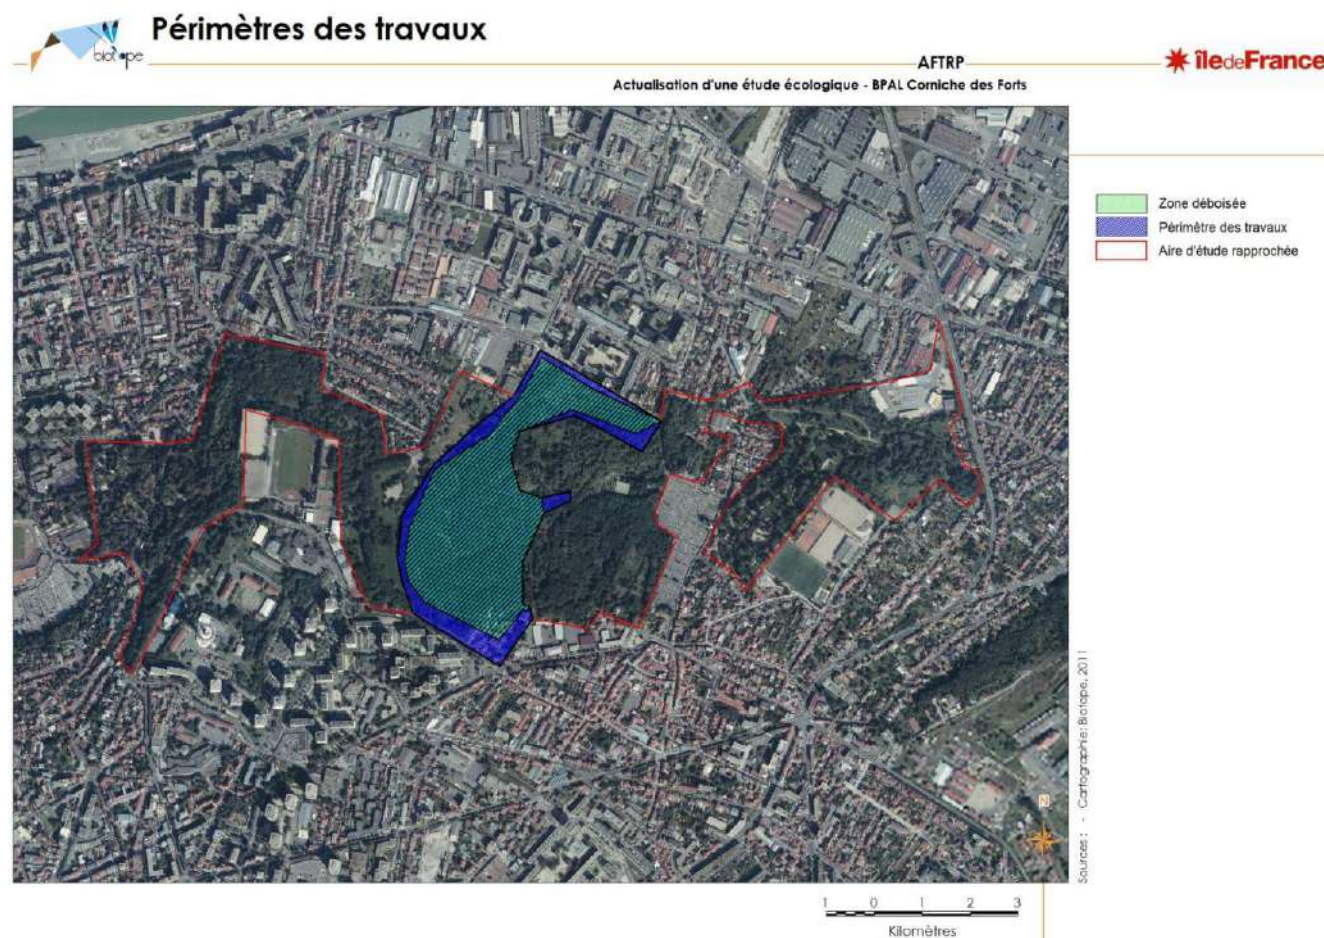 biotope
Périmètres des travaux
AFTRP
îledeFrance
Actualisation d'une étude écologique - BPAL Corniche des Forts
Zone déboisée
Périmètre des travaux
Aire d'étude rapprochée
Sources : - Cartographie: Biotope, 2011
N
1 0 1 2 3
Kilomètres